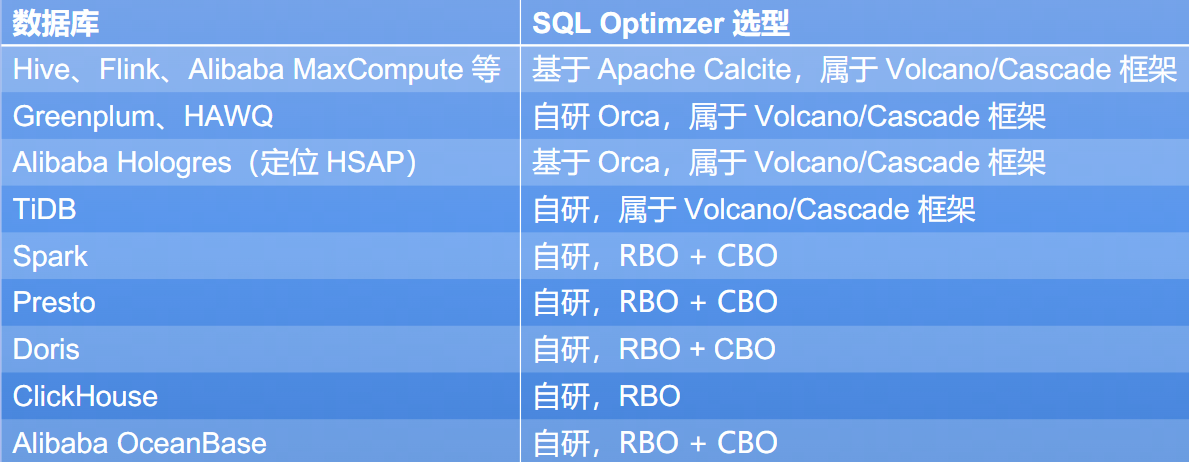 数据库 SQL Optimzer 选型
Hive、Flink、Alibaba MaxCompute 等 基于 Apache Calcite，属于 Volcano/Cascade 框架
Greenplum、HAWQ 自研 Orca，属于 Volcano/Cascade 框架
Alibaba Hologres（定位 HSAP） 基于 Orca，属于 Volcano/Cascade 框架
TiDB 自研，属于 Volcano/Cascade 框架
Spark 自研，RBO + CBO
Presto 自研，RBO + CBO
Doris 自研，RBO + CBO
ClickHouse 自研，RBO
Alibaba OceanBase 自研，RBO + CBO